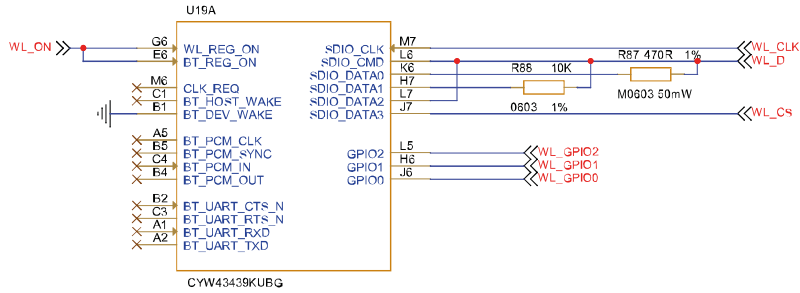 U19A
WL_ON
G6 WL_REG_ON
E6 BT_REG_ON
M6 CLK_REQ
C1 BT_HOST_WAKE
B1 BT_DEV_WAKE
A5 BT_PCM_CLK
B5 BT_PCM_SYNC
C4 BT_PCM_IN
B4 BT_PCM_OUT
B2 BT_UART_CTS_N
C3 BT_UART_RTS_N
A1 BT_UART_RXD
A2 BT_UART_TXD
SDIO_CLK M7 WL_CLK
SDIO_CMD L6 R87 470R 1% WL_D
SDIO_DATA0 K6 R88 10K
SDIO_DATA1 H7 M0603 50mW
SDIO_DATA2 L7 0603 1%
SDIO_DATA3 J7 WL_CS
GPIO2 L5 WL_GPIO2
GPIO1 H6 WL_GPIO1
GPIO0 J6 WL_GPIO0
CYW43439KUBG